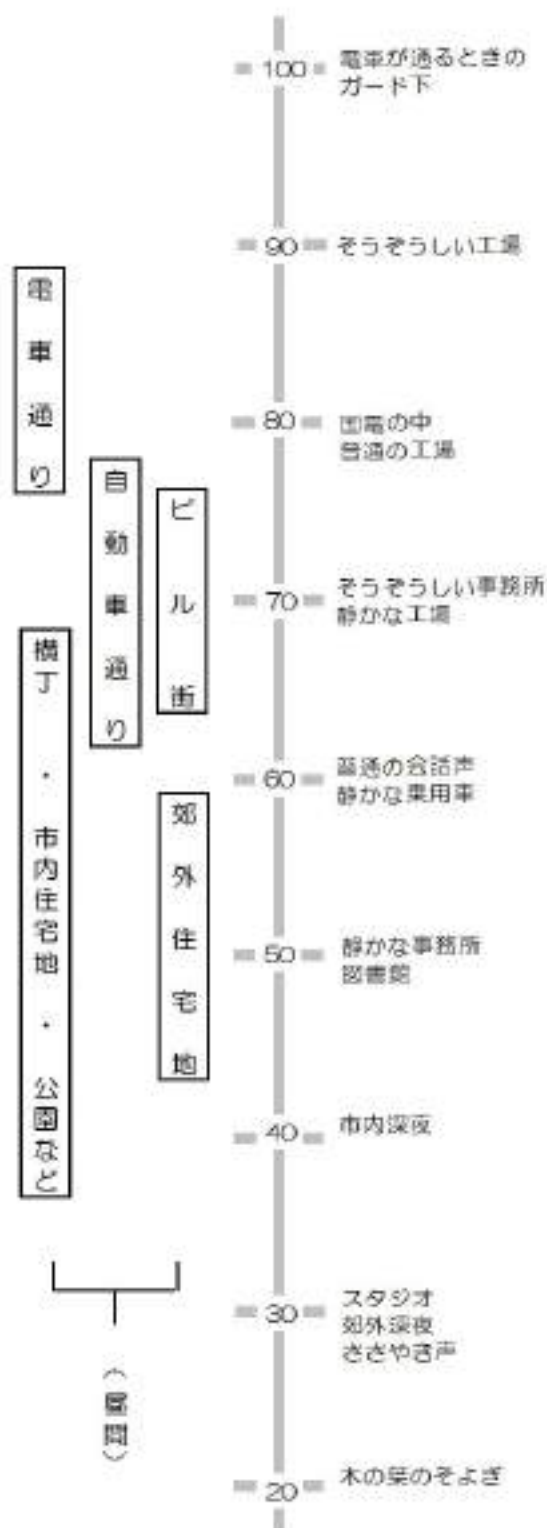 100
電車が通るときの
ガード下
90
そうぞうしい工場
80
国電の中
普通の工場
70
そうぞうしい事務所
静かな工場
60
普通の会話声
静かな乗用車
50
静かな事務所
図書館
40
市内深夜
30
スタジオ
郊外深夜
ささやき声
20
木の葉のそよぎ
電車通り
自動車通り
ビル街
横丁・市内住宅地・公園など
郊外住宅地
(昼間)